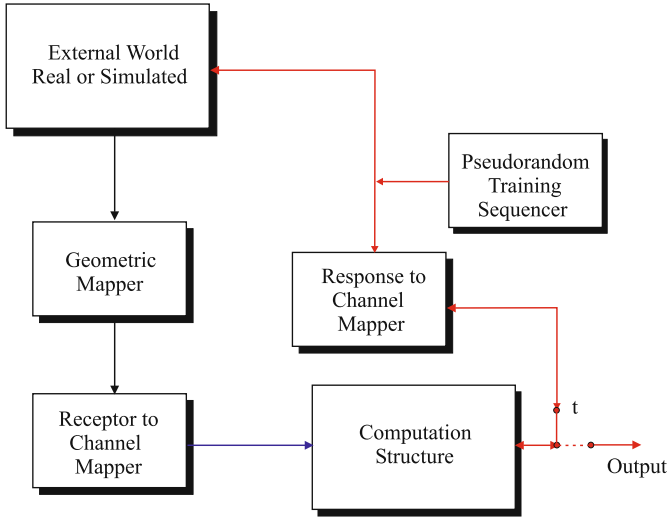 External World
Real or Simulated
Pseudorandom
Training
Sequencer
Geometric
Mapper
Response to
Channel
Mapper
Receptor to
Channel
Mapper
Computation
Structure
t
Output